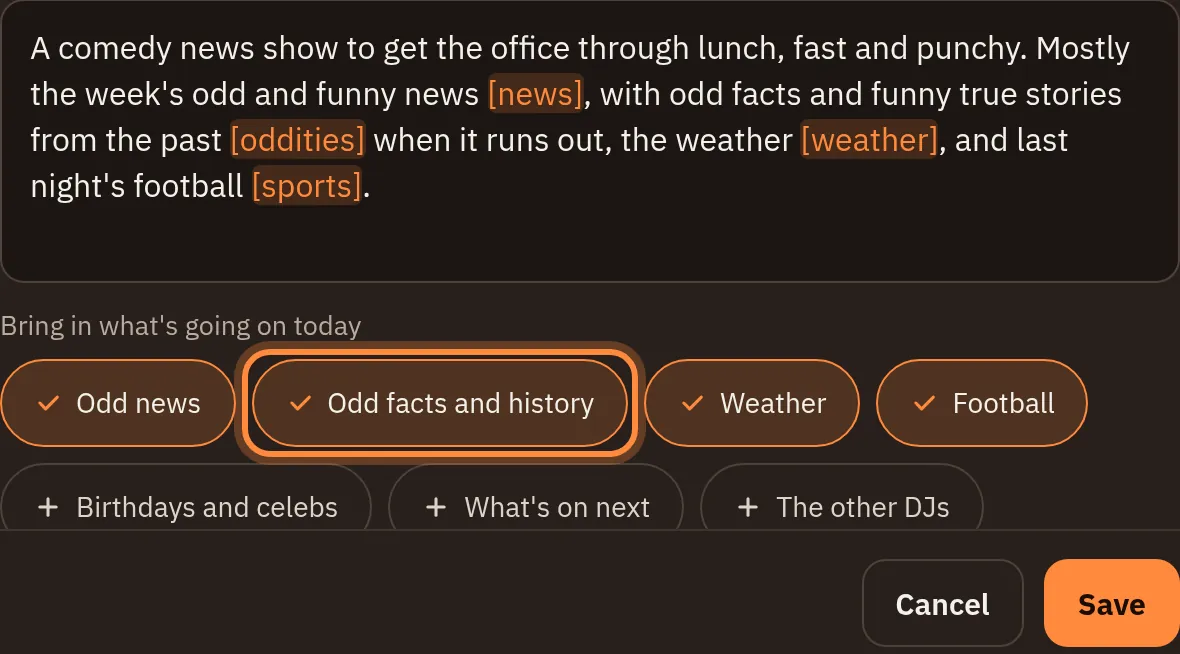 A comedy news show to get the office through lunch, fast and punchy. Mostly
the week's odd and funny news [news], with odd facts and funny true stories
from the past [oddities] when it runs out, the weather [weather], and last
night's football [sports].
Bring in what's going on today
Odd news
Odd facts and history
Weather
Football
Birthdays and celebs
What's on next
The other DJs
Cancel
Save